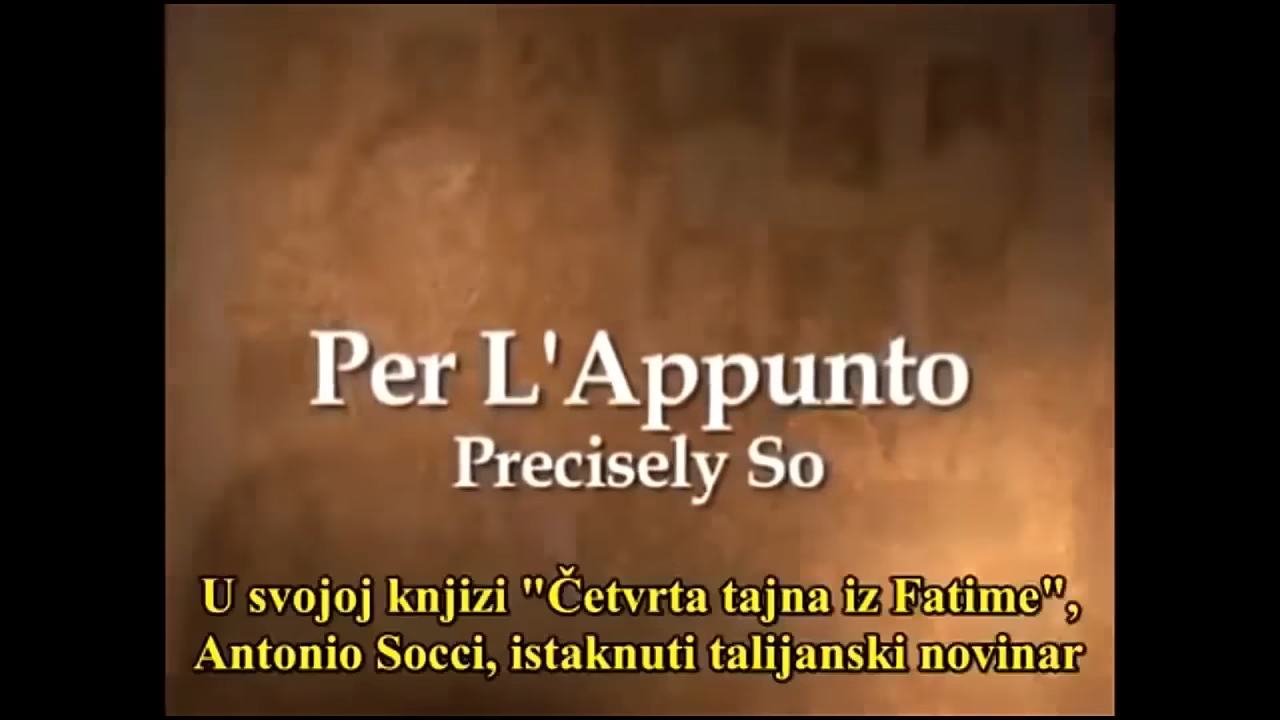 Per L'Appunto
Precisely So
U svojoj knjizi "Četvrta tajna iz Fatime",
Antonio Socci, istaknuti talijanski novinar